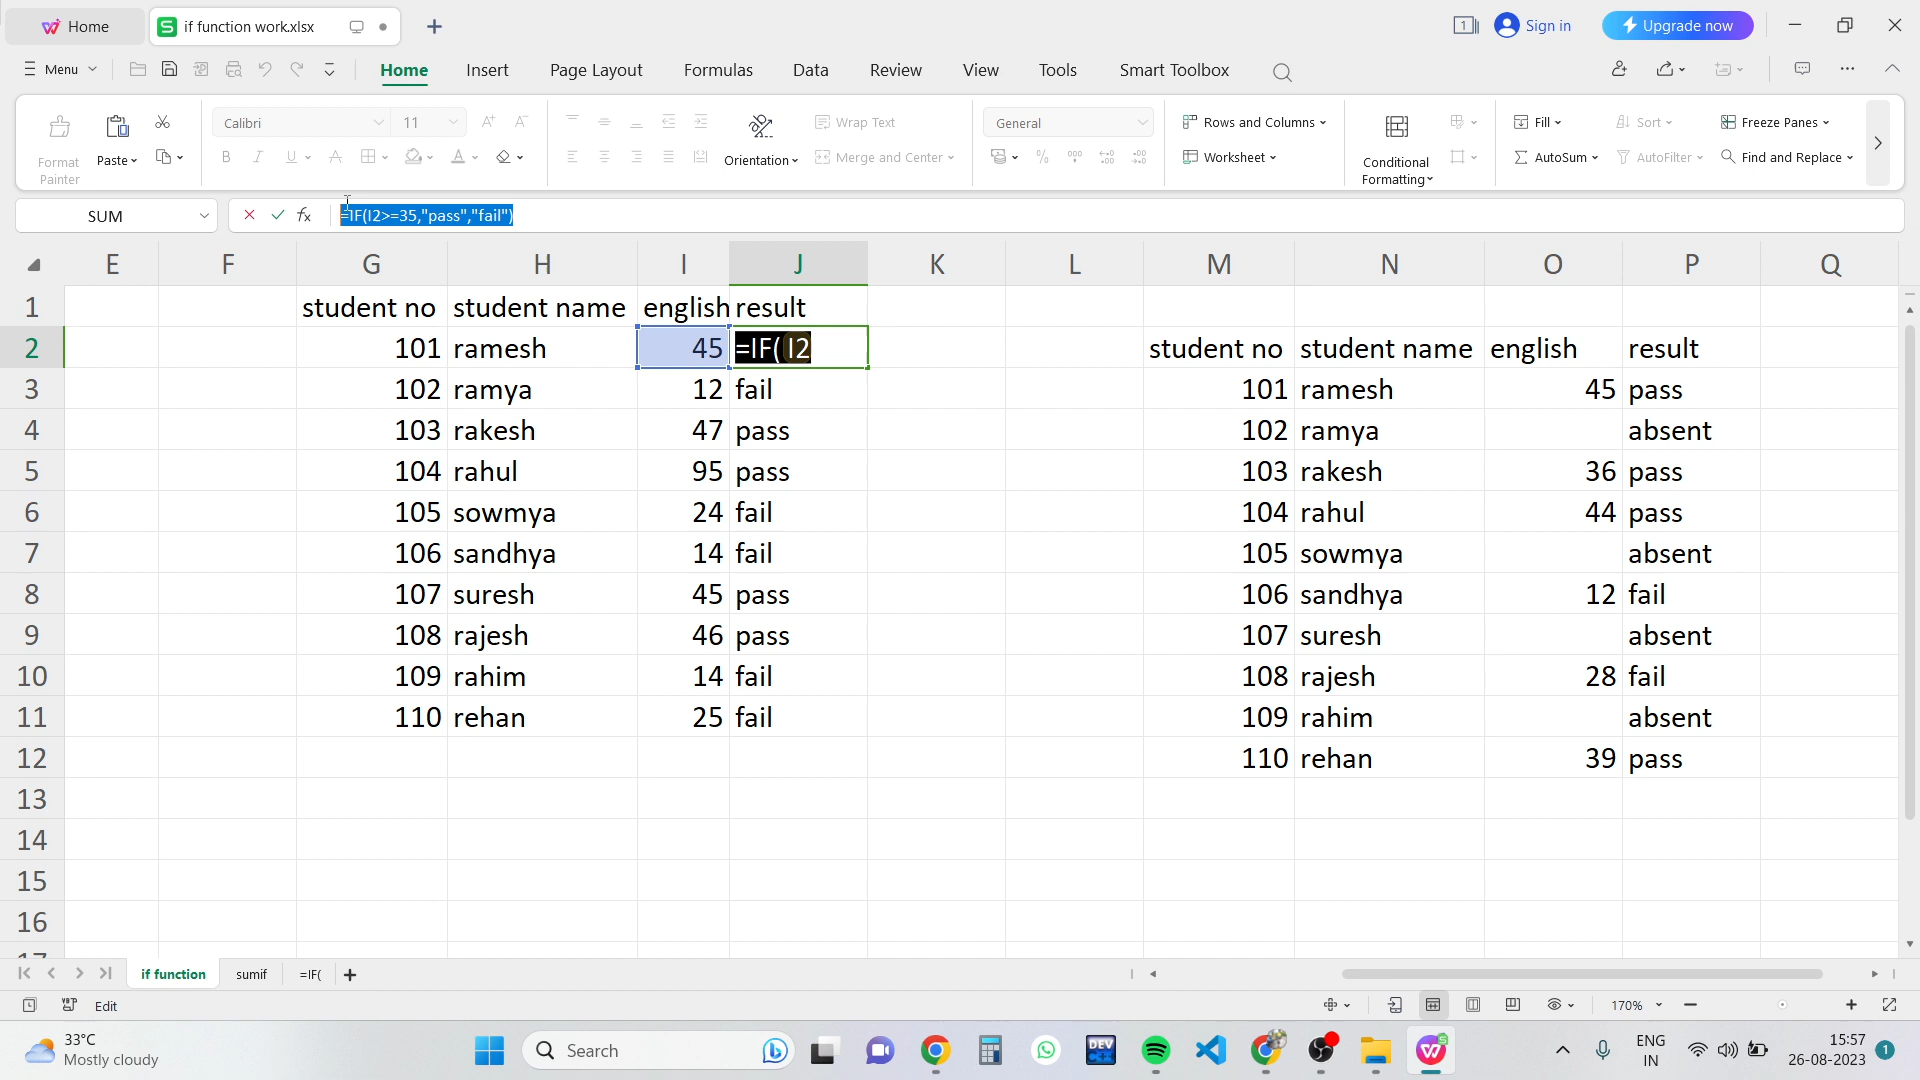 Home
if function work.xlsx
Sign in
Upgrade now
Menu
Home Insert Page Layout Formulas Data Review View Tools Smart Toolbox
Format Painter
Paste
Calibri 11
Orientation
Wrap Text
Merge and Center
General
Rows and Columns
Worksheet
Conditional Formatting
Fill
Sort
Freeze Panes
AutoSum
AutoFilter
Find and Replace
SUM =IF(I2>=35,"pass","fail")
E F G H I J K L M N O P Q
1 student no student name english result
2 101 ramesh 45 =IF( I2 student no student name english result
3 102 ramya 12 fail 101 ramesh 45 pass
4 103 rakesh 47 pass 102 ramya absent
5 104 rahul 95 pass 103 rakesh 36 pass
6 105 sowmya 24 fail 104 rahul 44 pass
7 106 sandhya 14 fail 105 sowmya absent
8 107 suresh 45 pass 106 sandhya 12 fail
9 108 rajesh 46 pass 107 suresh absent
10 109 rahim 14 fail 108 rajesh 28 fail
11 110 rehan 25 fail 109 rahim absent
12 110 rehan 39 pass
13
14
15
16
if function sumif =IF(
Edit 170%
33°C
Mostly cloudy
Search
DEV
ENG
IN
15:57
26-08-2023
1